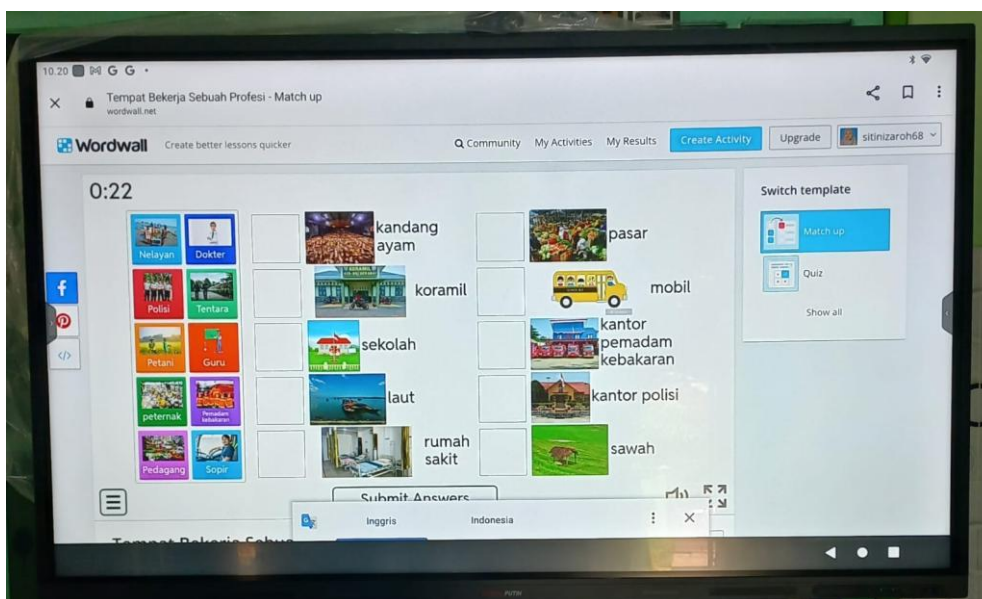 10.20 G G
Tempat Bekerja Sebuah Profesi - Match up
wordwall.net
Wordwall Create better lessons quicker Community My Activities My Results Create Activity Upgrade sitinizaroh68
0:22
Switch template
Match up
Quiz
Show all
Nelayan Dokter
Polisi Tentara
Petani Guru
peternak Pemadam kebakaran
Pedagang Sopir
kandang
ayam
pasar
koramil
mobil
sekolah
kantor
pemadam
kebakaran
laut
kantor polisi
rumah
sakit
sawah
Submit Answers
Inggris Indonesia
Tempat Bekerja Sebu